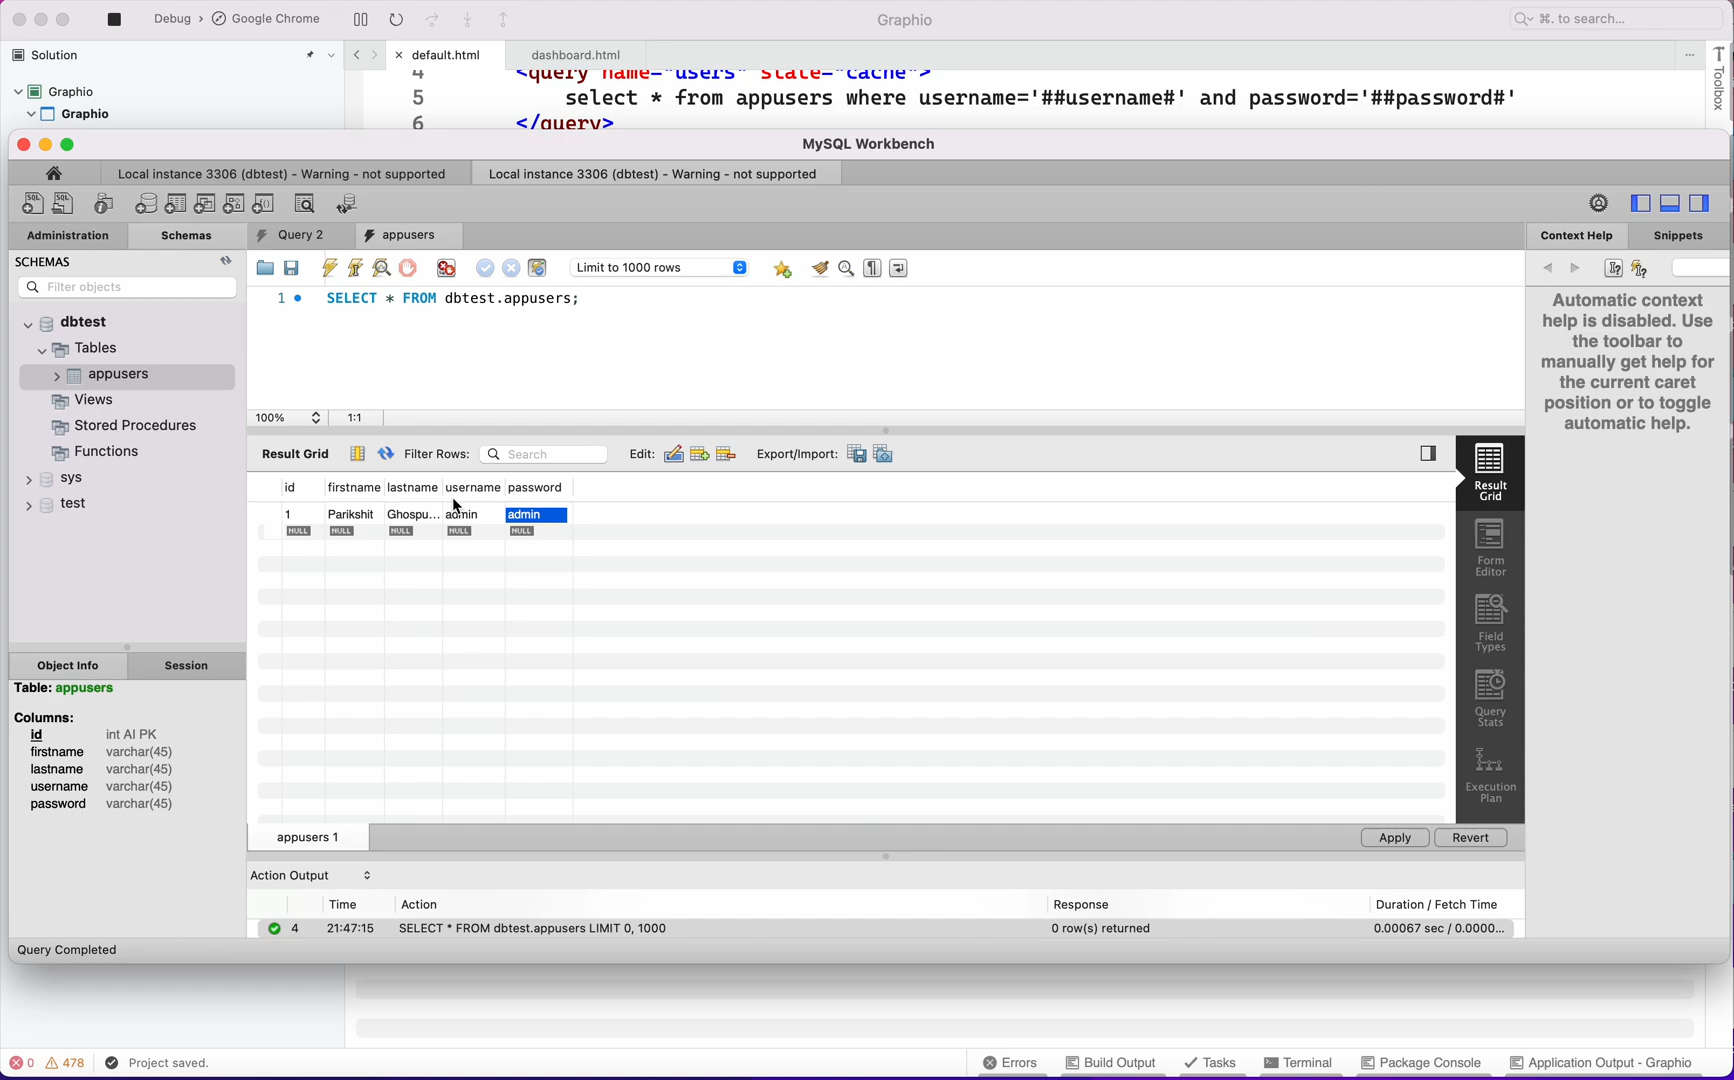 Debug › Google Chrome
Graphio
⌘. to search...
Solution
default.html
dashboard.html
...
Toolbox
Graphio
Graphio
4 <query name="users" state="cache">
5 select * from appusers where username='##username#' and password='##password#'
6 </query>
MySQL Workbench
Local instance 3306 (dbtest) - Warning - not supported
Local instance 3306 (dbtest) - Warning - not supported
Administration
Schemas
Query 2
appusers
Context Help
Snippets
SCHEMAS
Limit to 1000 rows
Filter objects
1 SELECT * FROM dbtest.appusers;
Automatic context
help is disabled. Use
the toolbar to
manually get help for
the current caret
position or to toggle
automatic help.
dbtest
Tables
appusers
Views
Stored Procedures
Functions
sys
test
100%
1:1
Result Grid
Filter Rows:
Search
Edit:
Export/Import:
id firstname lastname username password
1 Parikshit Ghospu... admin admin
NULL NULL NULL NULL NULL
Result
Grid
Form
Editor
Field
Types
Query
Stats
Execution
Plan
Object Info
Session
Table: appusers
Columns:
id int AI PK
firstname varchar(45)
lastname varchar(45)
username varchar(45)
password varchar(45)
appusers 1
Apply
Revert
Action Output
Time Action Response Duration / Fetch Time
4 21:47:15 SELECT * FROM dbtest.appusers LIMIT 0, 1000 0 row(s) returned 0.00067 sec / 0.0000...
Query Completed
0 478 Project saved.
Errors
Build Output
Tasks
Terminal
Package Console
Application Output - Graphio